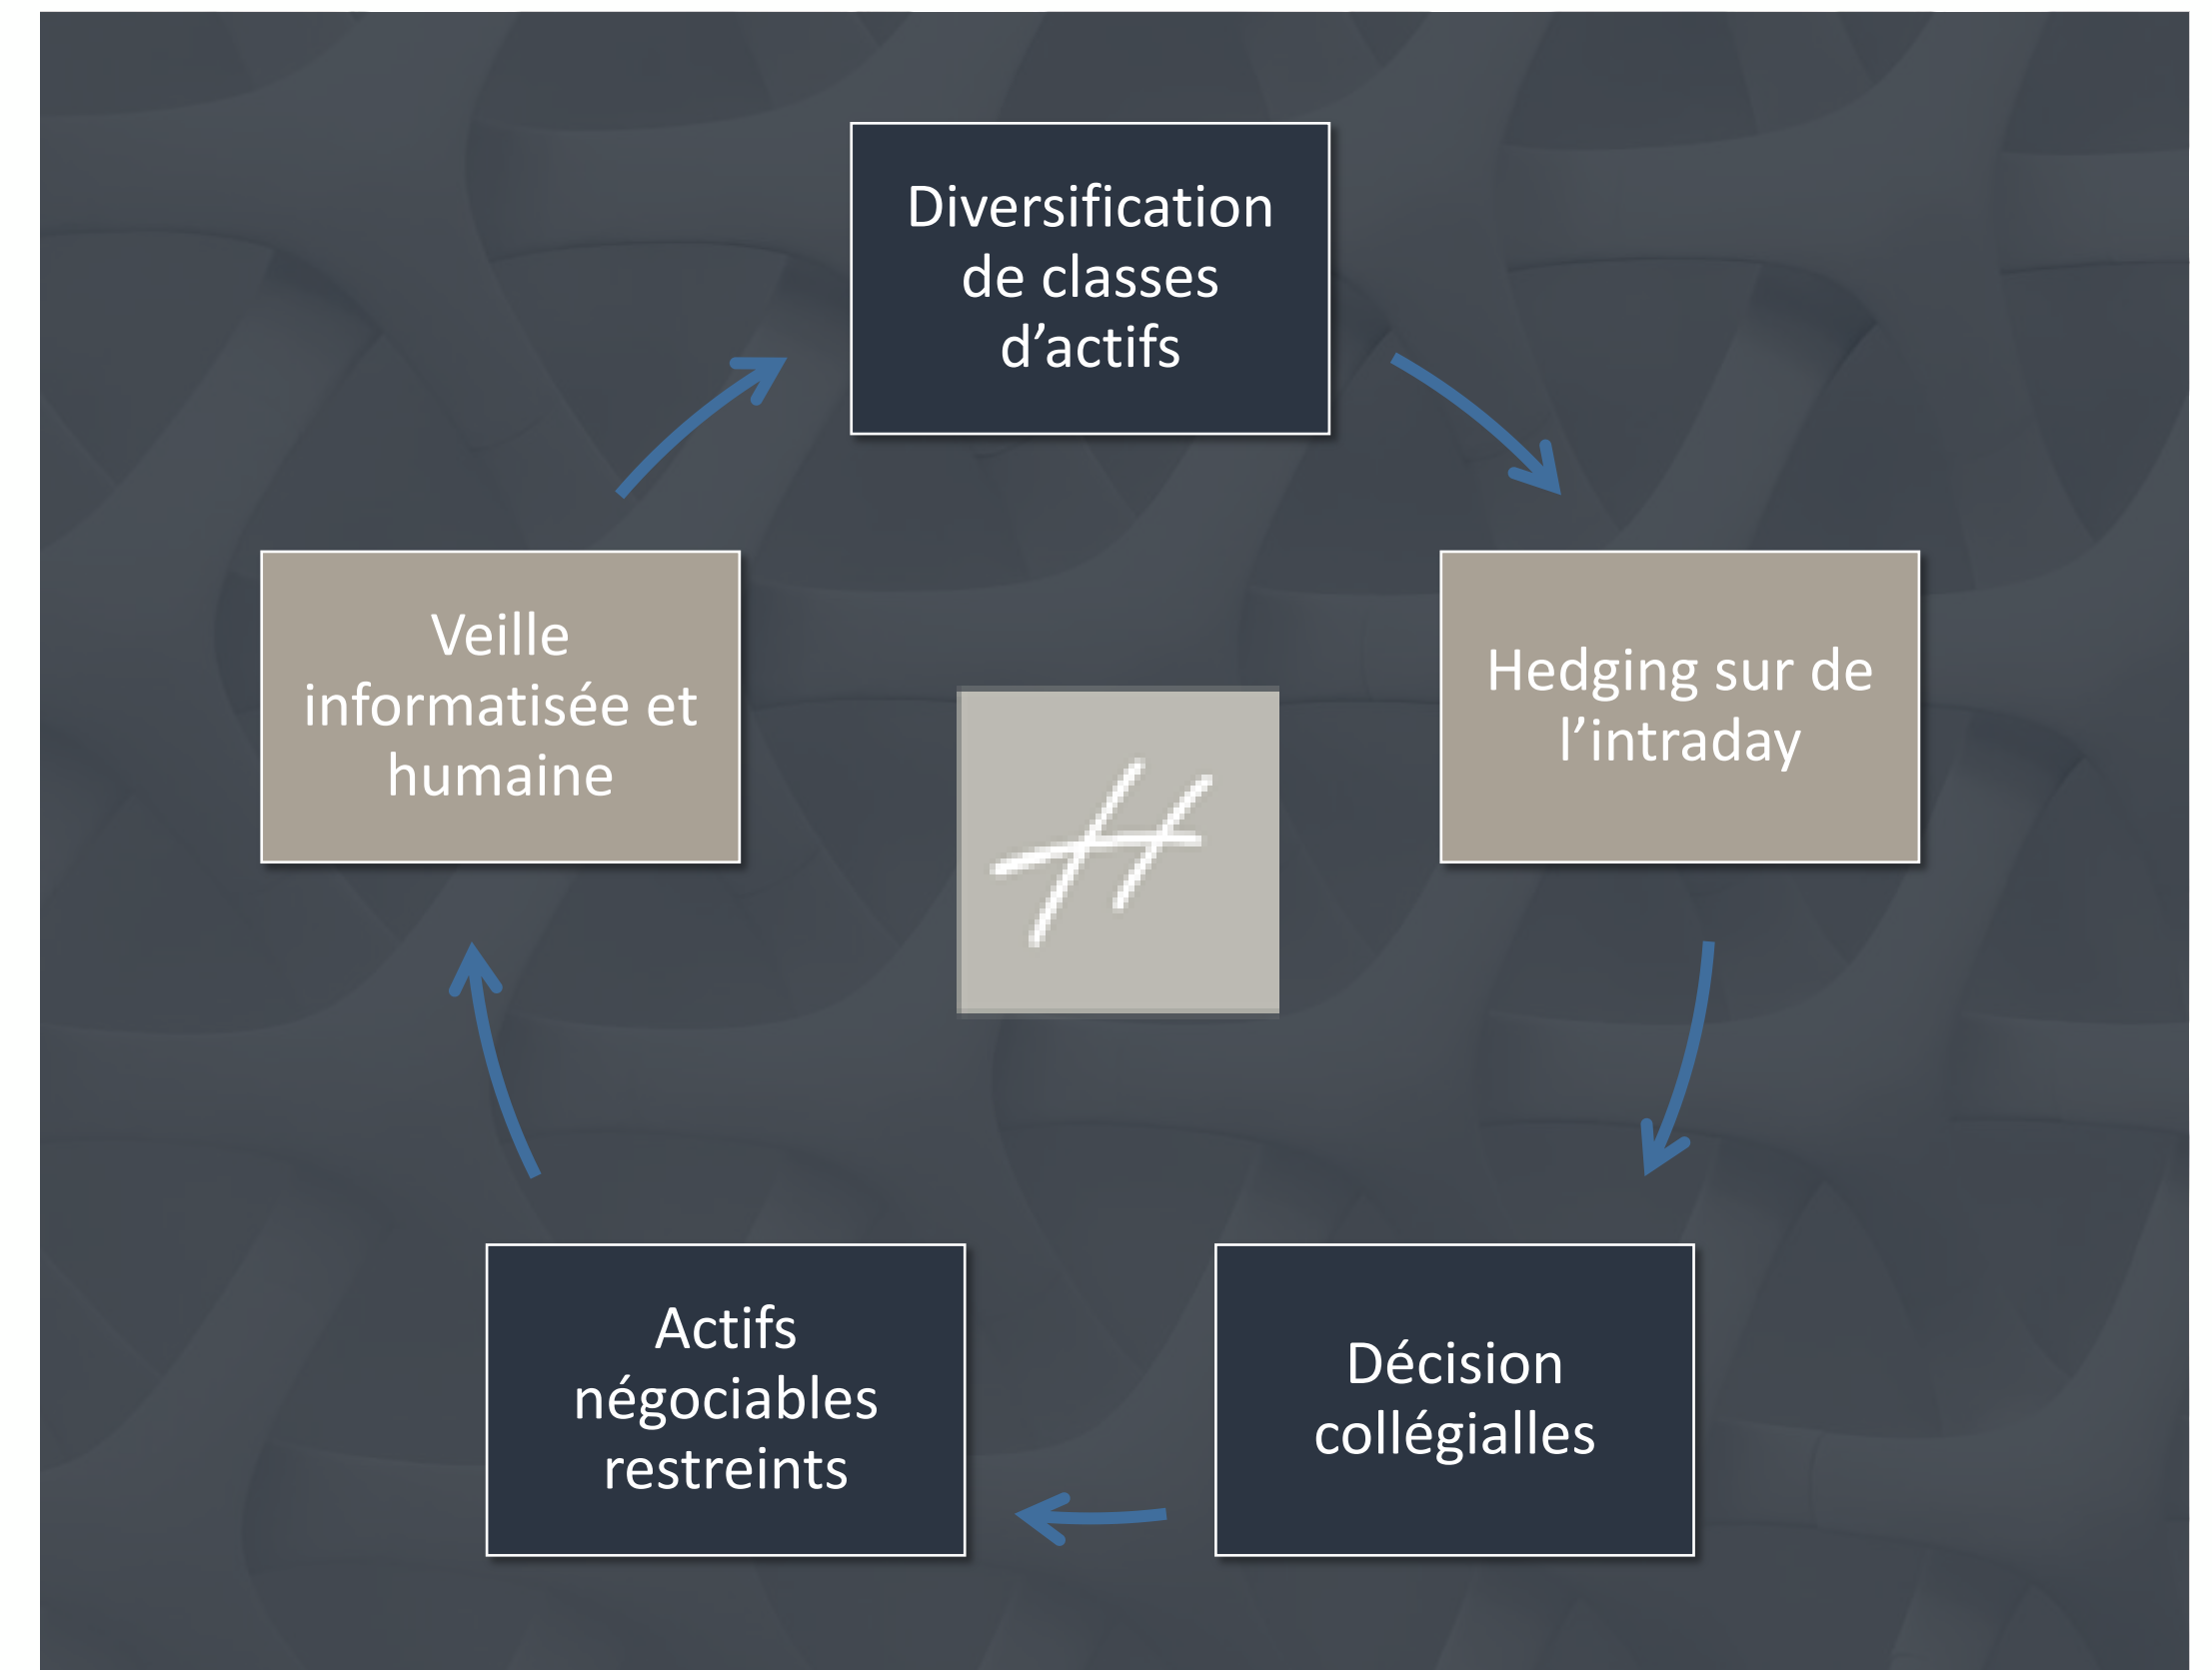 Diversification
de classes
d’actifs
Hedging sur de
l’intraday
Décision
collégialles
Actifs
négociables
restreints
Veille
informatisée et
humaine
H